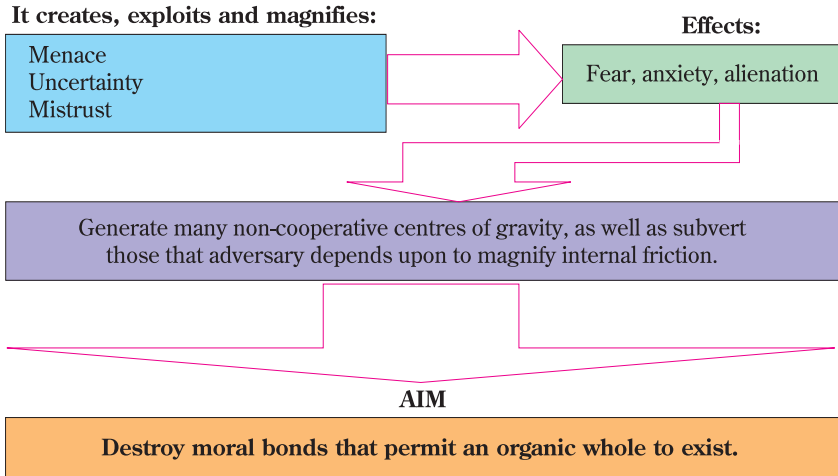 It creates, exploits and magnifies:
Menace
Uncertainty
Mistrust
Effects:
Fear, anxiety, alienation
Generate many non-cooperative centres of gravity, as well as subvert
those that adversary depends upon to magnify internal friction.
AIM
Destroy moral bonds that permit an organic whole to exist.